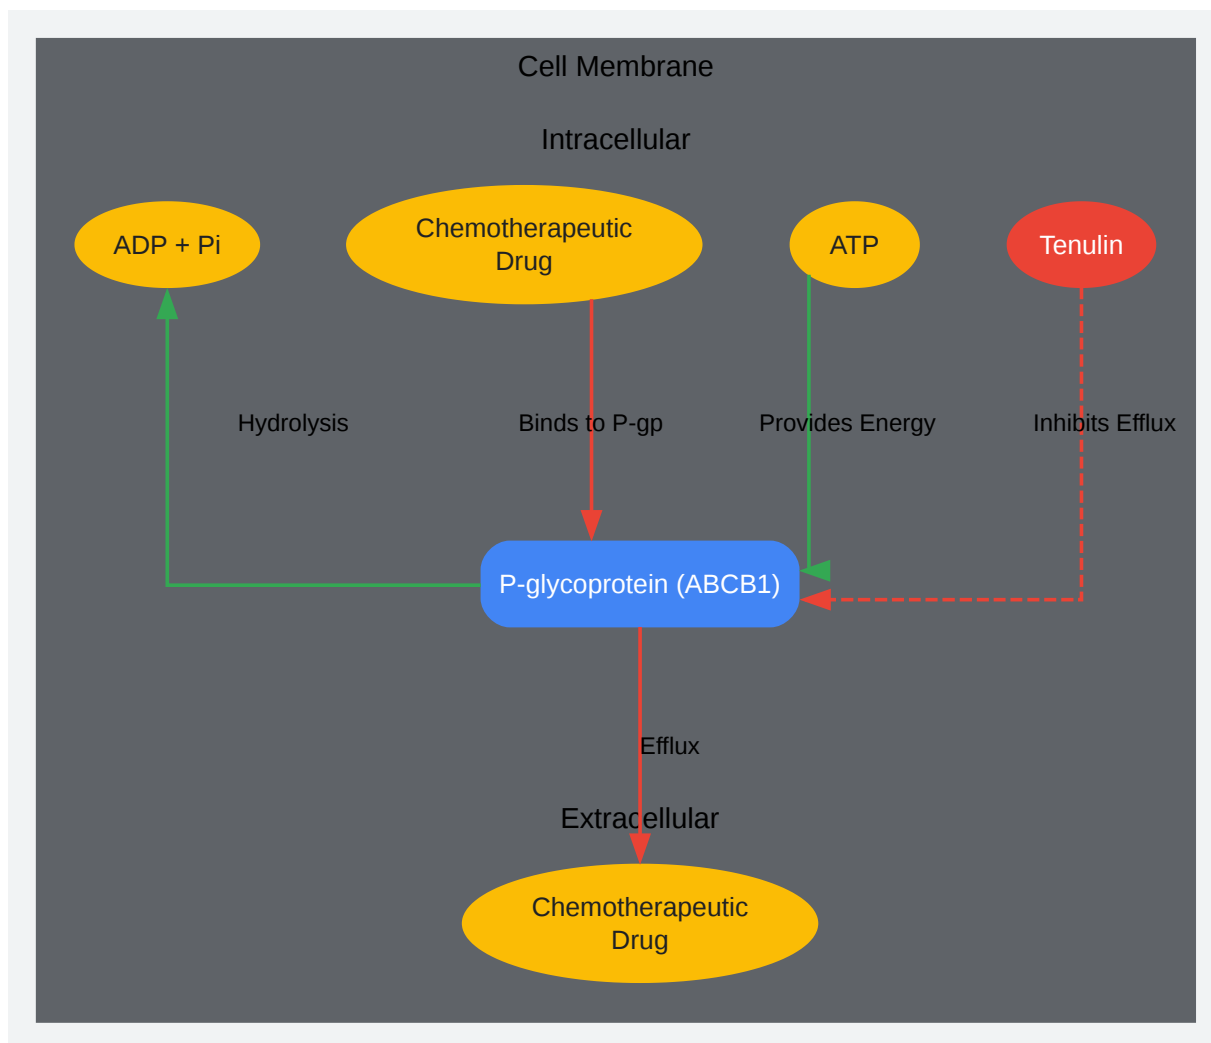 Cell Membrane
Intracellular
ADP + Pi
Chemotherapeutic
Drug
ATP
Tenulin
Hydrolysis
Binds to P-gp
Provides Energy
Inhibits Efflux
P-glycoprotein (ABCB1)
Efflux
Extracellular
Chemotherapeutic
Drug